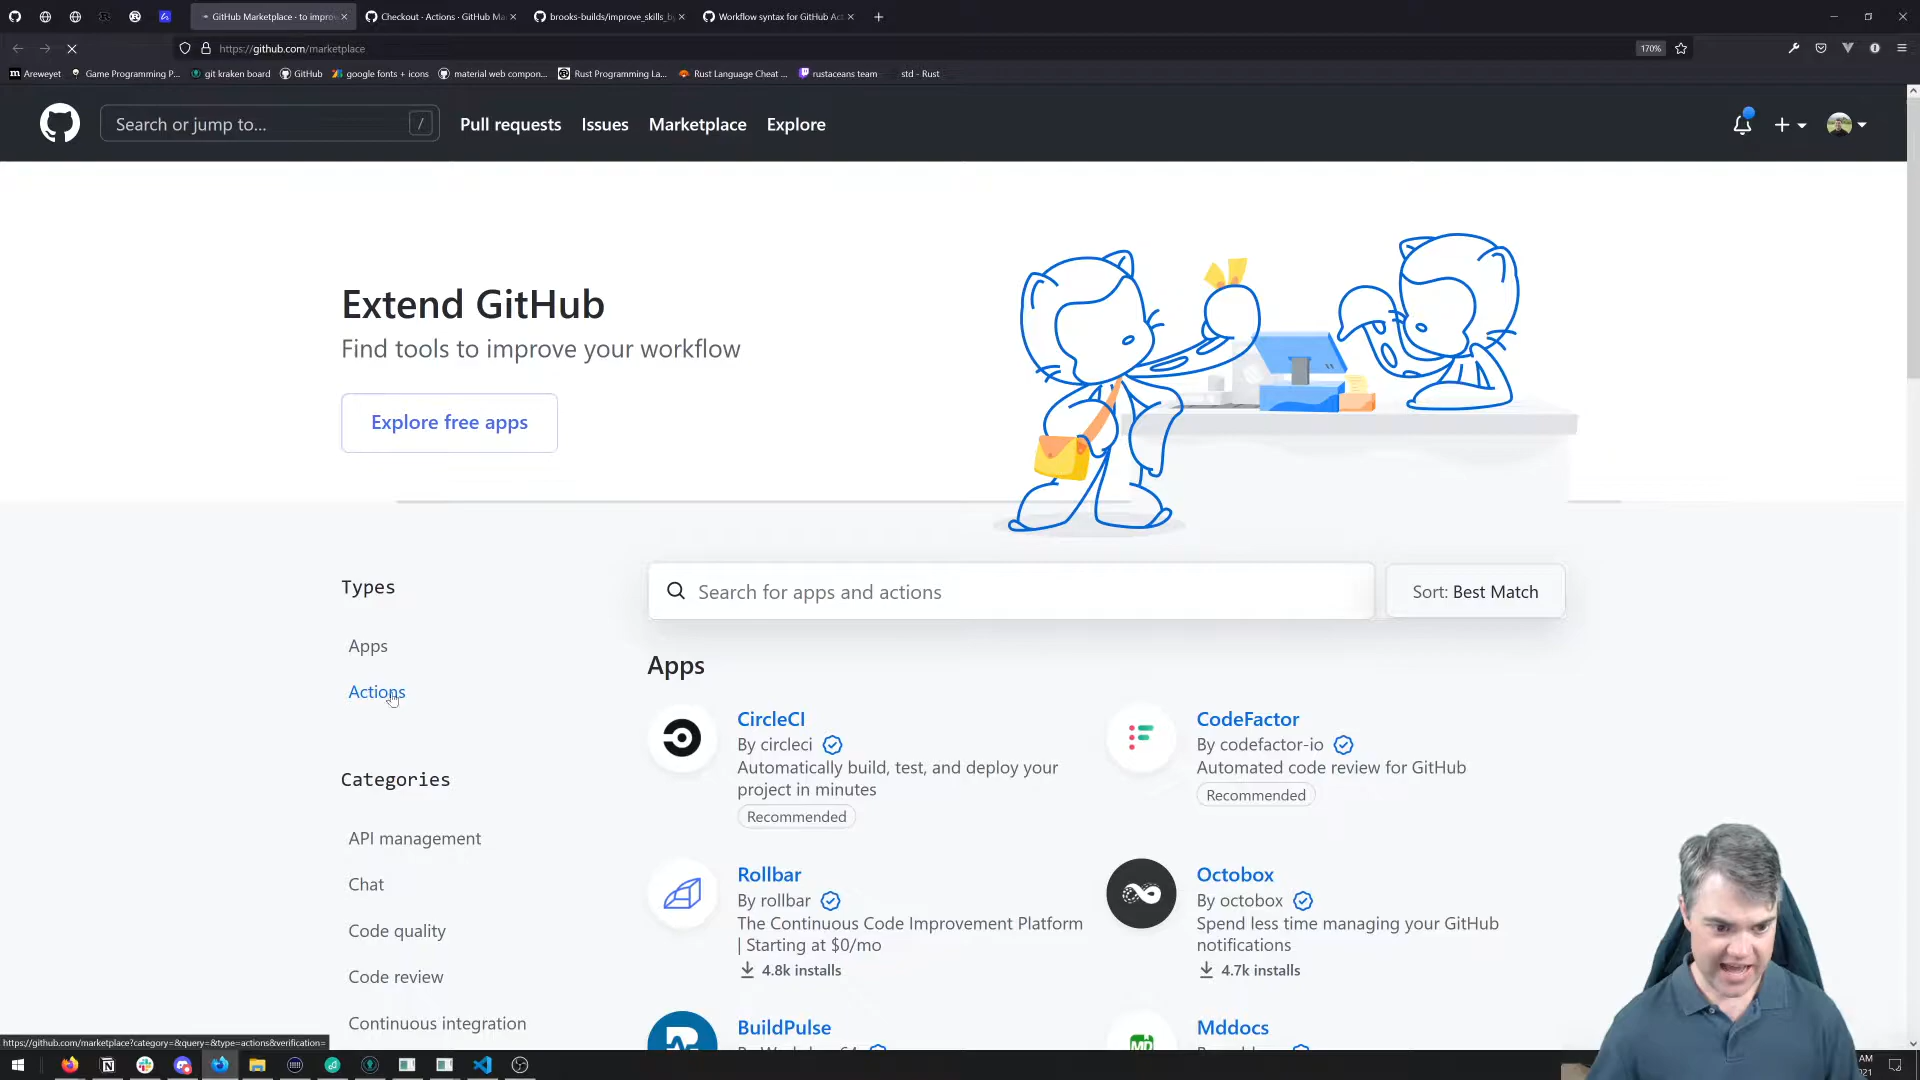 GitHub Marketplace · to improv
Checkout · Actions · GitHub Ma
brooks-builds/improve_skills_by
Workflow syntax for GitHub Ac
https://github.com/marketplace
170%
Areweyet
Game Programming P...
git kraken board
GitHub
google fonts + icons
material web compon...
Rust Programming La...
Rust Language Cheat ...
rustaceans team
std - Rust
Search or jump to...
/
Pull requests
Issues
Marketplace
Explore
Extend GitHub
Find tools to improve your workflow
Explore free apps
Types
Apps
Actions
Categories
API management
Chat
Code quality
Code review
Continuous integration
Search for apps and actions
Sort: Best Match
Apps
CircleCI
By circleci
Automatically build, test, and deploy your
project in minutes
Recommended
CodeFactor
By codefactor-io
Automated code review for GitHub
Recommended
Rollbar
By rollbar
The Continuous Code Improvement Platform
| Starting at $0/mo
4.8k installs
Octobox
By octobox
Spend less time managing your GitHub
notifications
4.7k installs
BuildPulse
Mddocs
https://github.com/marketplace?category=&query=&type=actions&verification=
AM